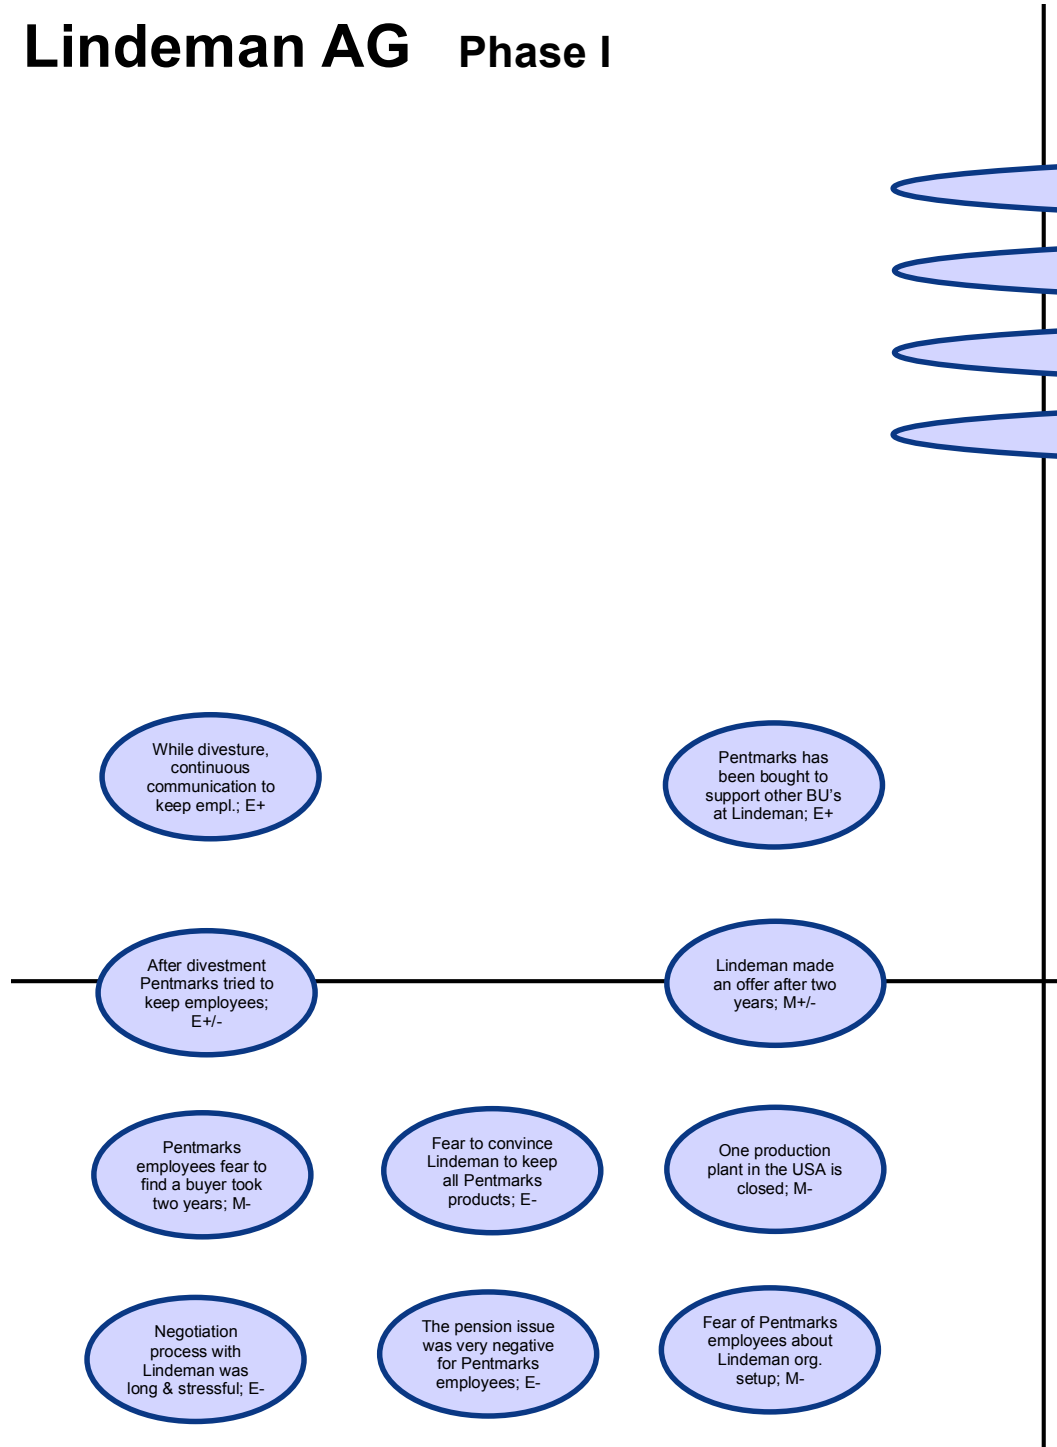 Lindeman AG Phase I
While divesture,
continuous
communication to
keep empl.; E+
Pentmarks has
been bought to
support other BU's
at Lindeman; E+
After divestment
Pentmarks tried to
keep employees;
E+/-
Lindeman made
an offer after two
years; M+/-
Pentmarks
employees fear to
find a buyer took
two years; M-
Fear to convince
Lindeman to keep
all Pentmarks
products; E-
One production
plant in the USA is
closed; M-
Negotiation
process with
Lindeman was
long & stressful; E-
The pension issue
was very negative
for Pentmarks
employees; E-
Fear of Pentmarks
employees about
Lindeman org.
setup; M-